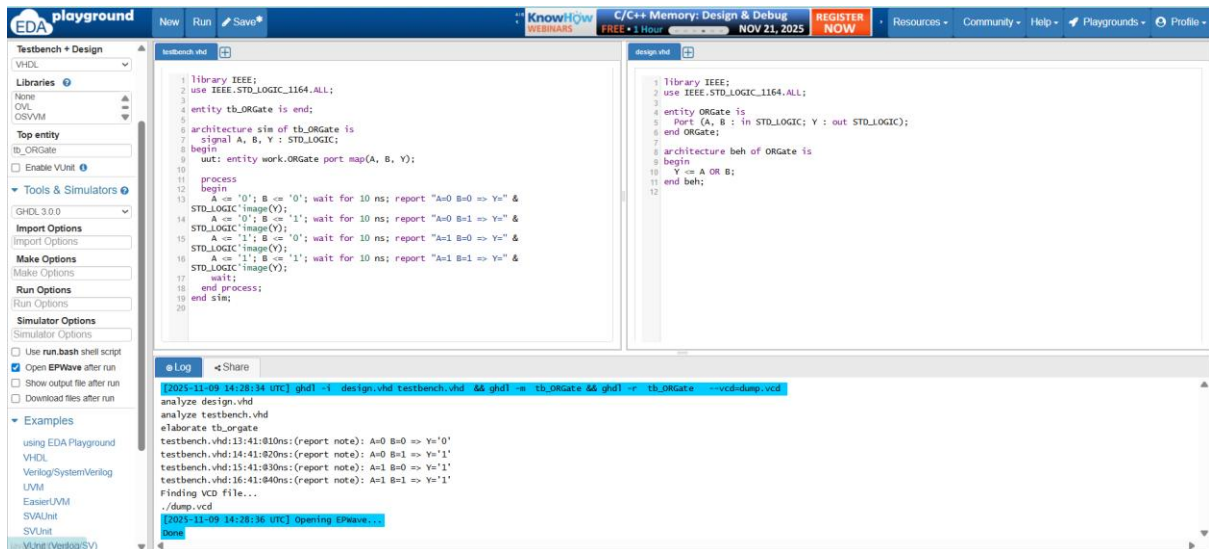 EDA playground
New Run Save*
KnowHow WEBINARS
C/C++ Memory: Design & Debug
FREE • 1 Hour NOV 21, 2025
REGISTER NOW
Resources Community Help Playgrounds Profile
Testbench + Design
VHDL
Libraries
None
OVL
OSVVM
Top entity
tb_ORGate
Enable VUnit
Tools & Simulators
GHDL 3.0.0
Import Options
Import Options
Make Options
Make Options
Run Options
Run Options
Simulator Options
Simulator Options
Use run.bash shell script
Open EPWave after run
Show output file after run
Download files after run
Examples
using EDA Playground
VHDL
Verilog/SystemVerilog
UVM
EasierUVM
SVAUnit
SVUnit
VUnit (Verilog/SV)
testbench.vhd
1 library IEEE;
2 use IEEE.STD_LOGIC_1164.ALL;
3
4 entity tb_ORGate is end;
5
6 architecture sim of tb_ORGate is
7 signal A, B, Y : STD_LOGIC;
8 begin
9 uut: entity work.ORGate port map(A, B, Y);
10
11 process
12 begin
13 A <= '0'; B <= '0'; wait for 10 ns; report "A=0 B=0 => Y=" &
STD_LOGIC'image(Y);
14 A <= '0'; B <= '1'; wait for 10 ns; report "A=0 B=1 => Y=" &
STD_LOGIC'image(Y);
15 A <= '1'; B <= '0'; wait for 10 ns; report "A=1 B=0 => Y=" &
STD_LOGIC'image(Y);
16 A <= '1'; B <= '1'; wait for 10 ns; report "A=1 B=1 => Y=" &
STD_LOGIC'image(Y);
17 wait;
18 end process;
19 end sim;
20
design.vhd
1 library IEEE;
2 use IEEE.STD_LOGIC_1164.ALL;
3
4 entity ORGate is
5 Port (A, B : in STD_LOGIC; Y : out STD_LOGIC);
6 end ORGate;
7
8 architecture beh of ORGate is
9 begin
10 Y <= A OR B;
11 end beh;
12
Log Share
[2025-11-09 14:28:34 UTC] ghdl -i design.vhd testbench.vhd && ghdl -m tb_ORGate && ghdl -r tb_ORGate --vcd=dump.vcd
analyze design.vhd
analyze testbench.vhd
elaborate tb_orgate
testbench.vhd:13:41:@10ns:(report note): A=0 B=0 => Y='0'
testbench.vhd:14:41:@20ns:(report note): A=0 B=1 => Y='1'
testbench.vhd:15:41:@30ns:(report note): A=1 B=0 => Y='1'
testbench.vhd:16:41:@40ns:(report note): A=1 B=1 => Y='1'
Finding VCD file...
./dump.vcd
[2025-11-09 14:28:36 UTC] Opening EPWave...
Done